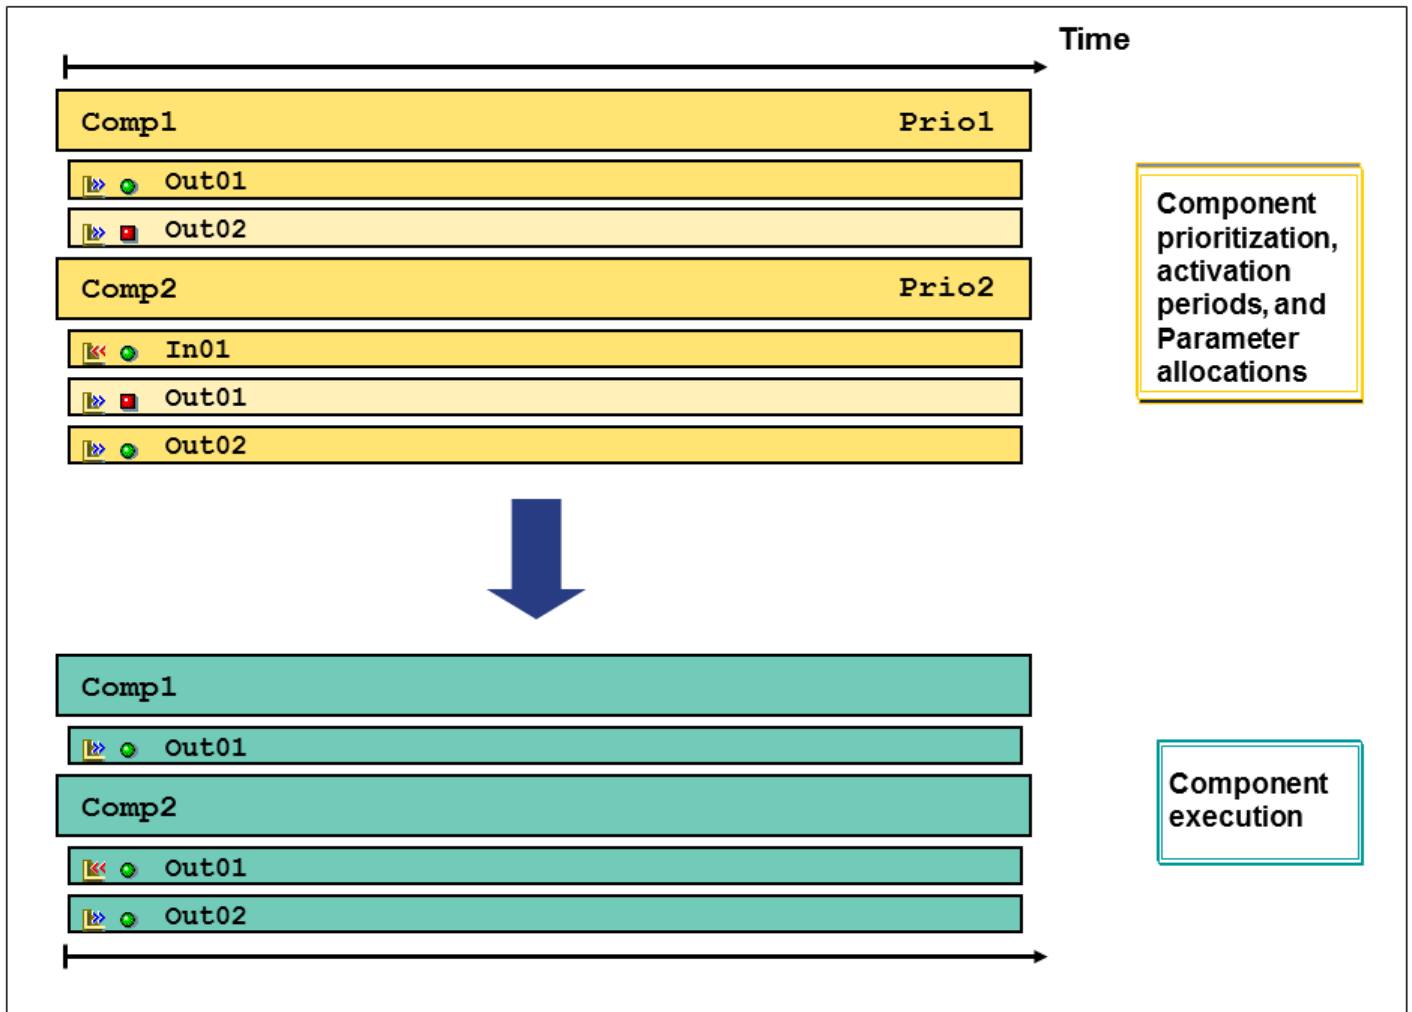 Time
Comp1 Prio1
Out01
Out02
Comp2 Prio2
In01
Out01
Out02
Component
prioritization,
activation
periods, and
Parameter
allocations
Comp1
Out01
Comp2
Out01
Out02
Component
execution